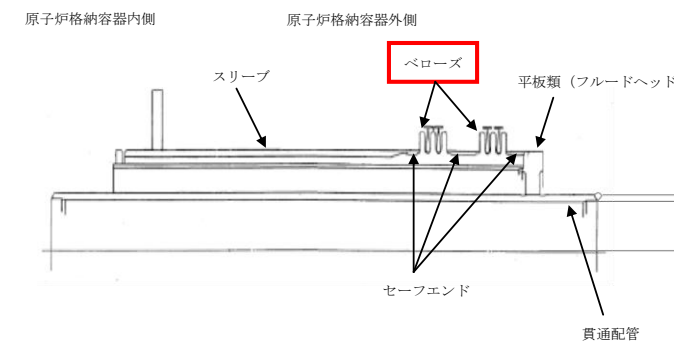 原子炉格納容器内側
原子炉格納容器外側
ベローズ
スリーブ
平板類（フルードヘッド
セーフエンド
貫通配管